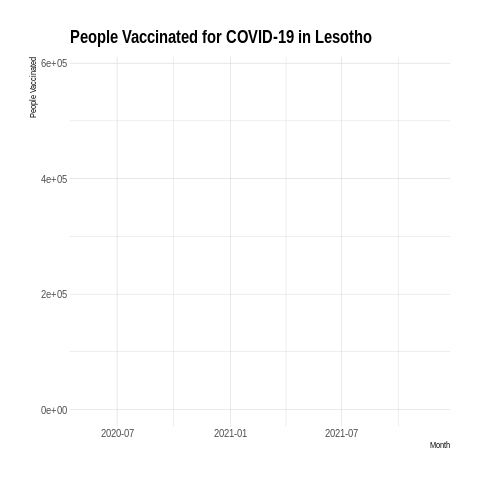 People Vaccinated for COVID-19 in Lesotho
People Vaccinated
6e+05
4e+05
2e+05
0e+00
2020-07 2021-01 2021-07
Month